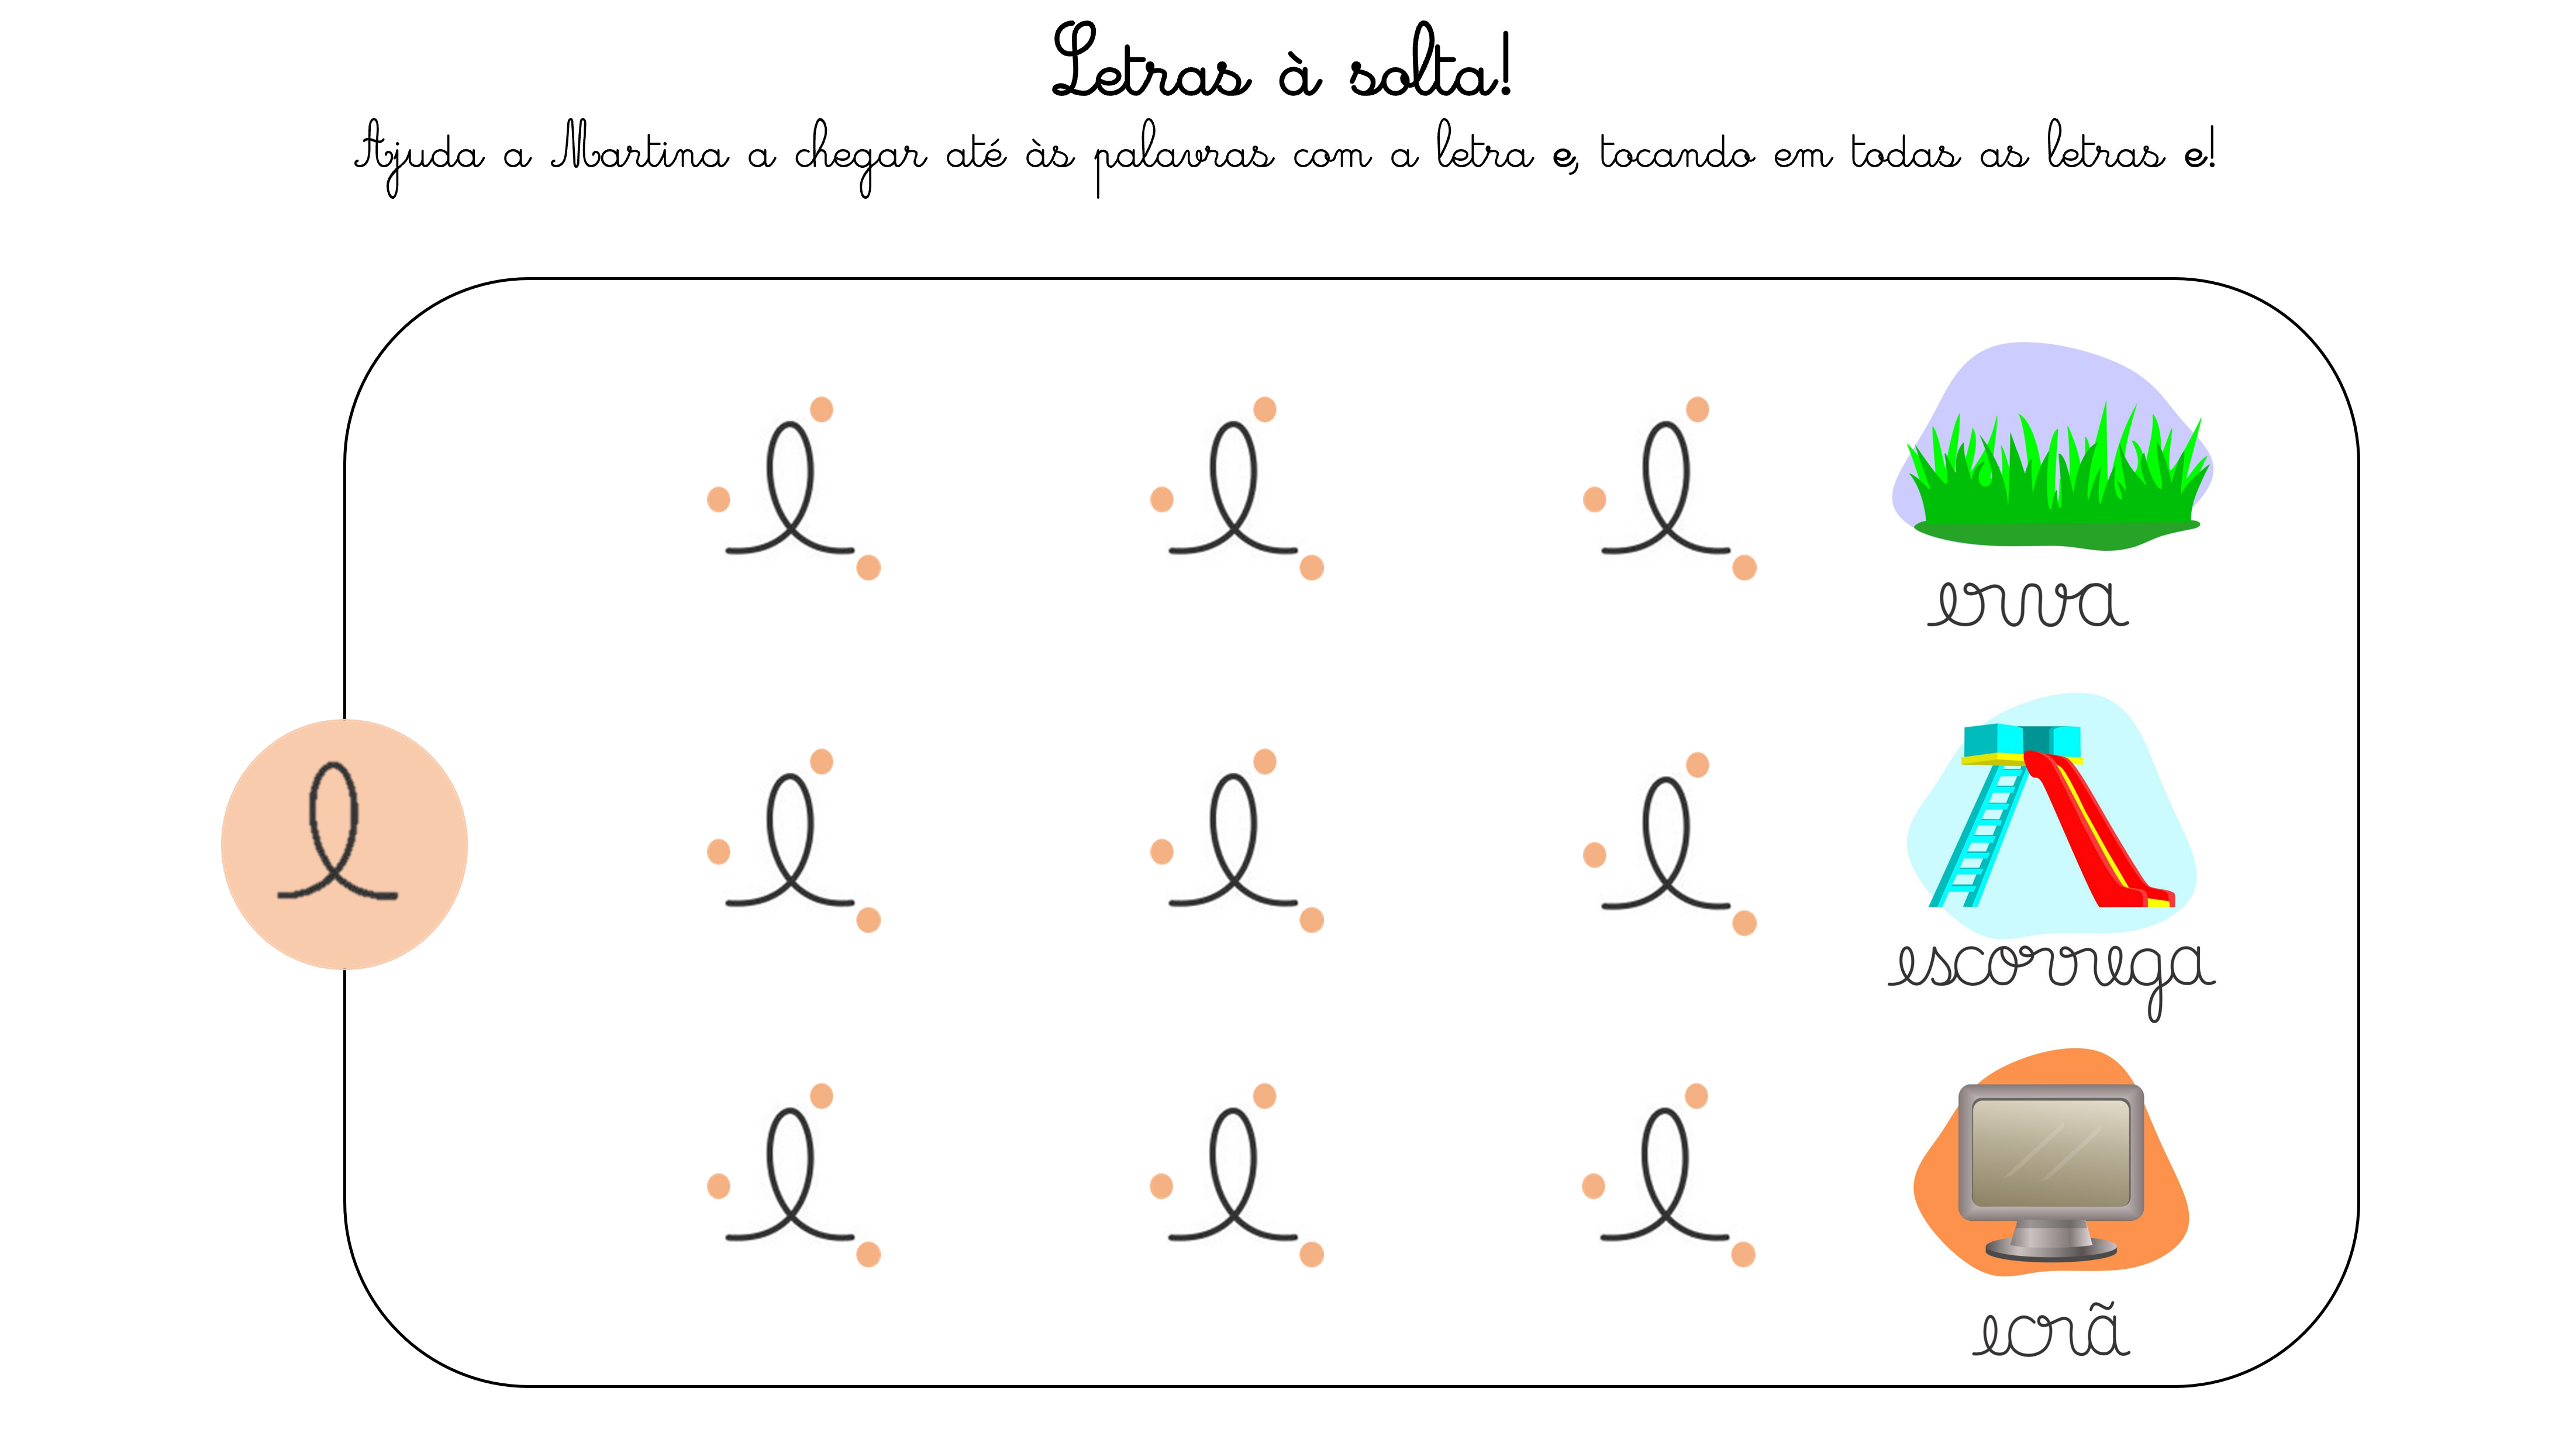 Letras à solta!
Ajuda a Martina a chegar até às palavras com a letra e, tocando em todas as letras e!
e e e
erva
e
e e e
escorrega
e e e
ecrã